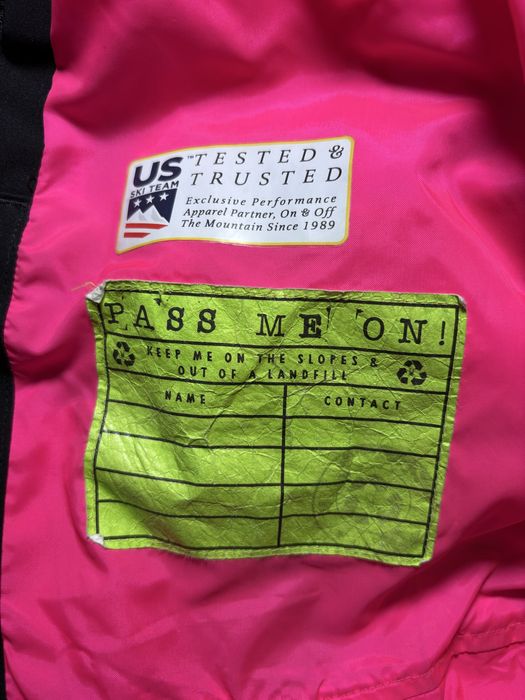 US ™
SKI TEAM
TESTED &
TRUSTED
Exclusive Performance
Apparel Partner, On & Off
The Mountain Since 1989
PASS ME ON!
KEEP ME ON THE SLOPES &
OUT OF A LANDFILL
NAME CONTACT